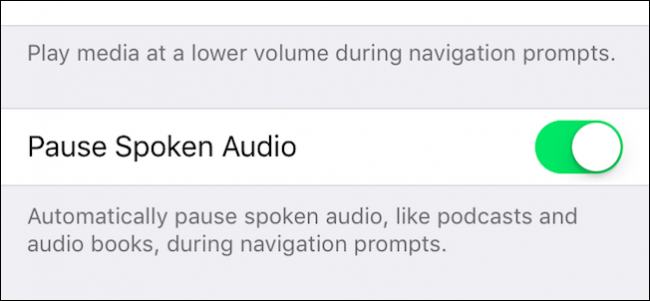 Play media at a lower volume during navigation prompts.
Pause Spoken Audio
Automatically pause spoken audio, like podcasts and
audio books, during navigation prompts.